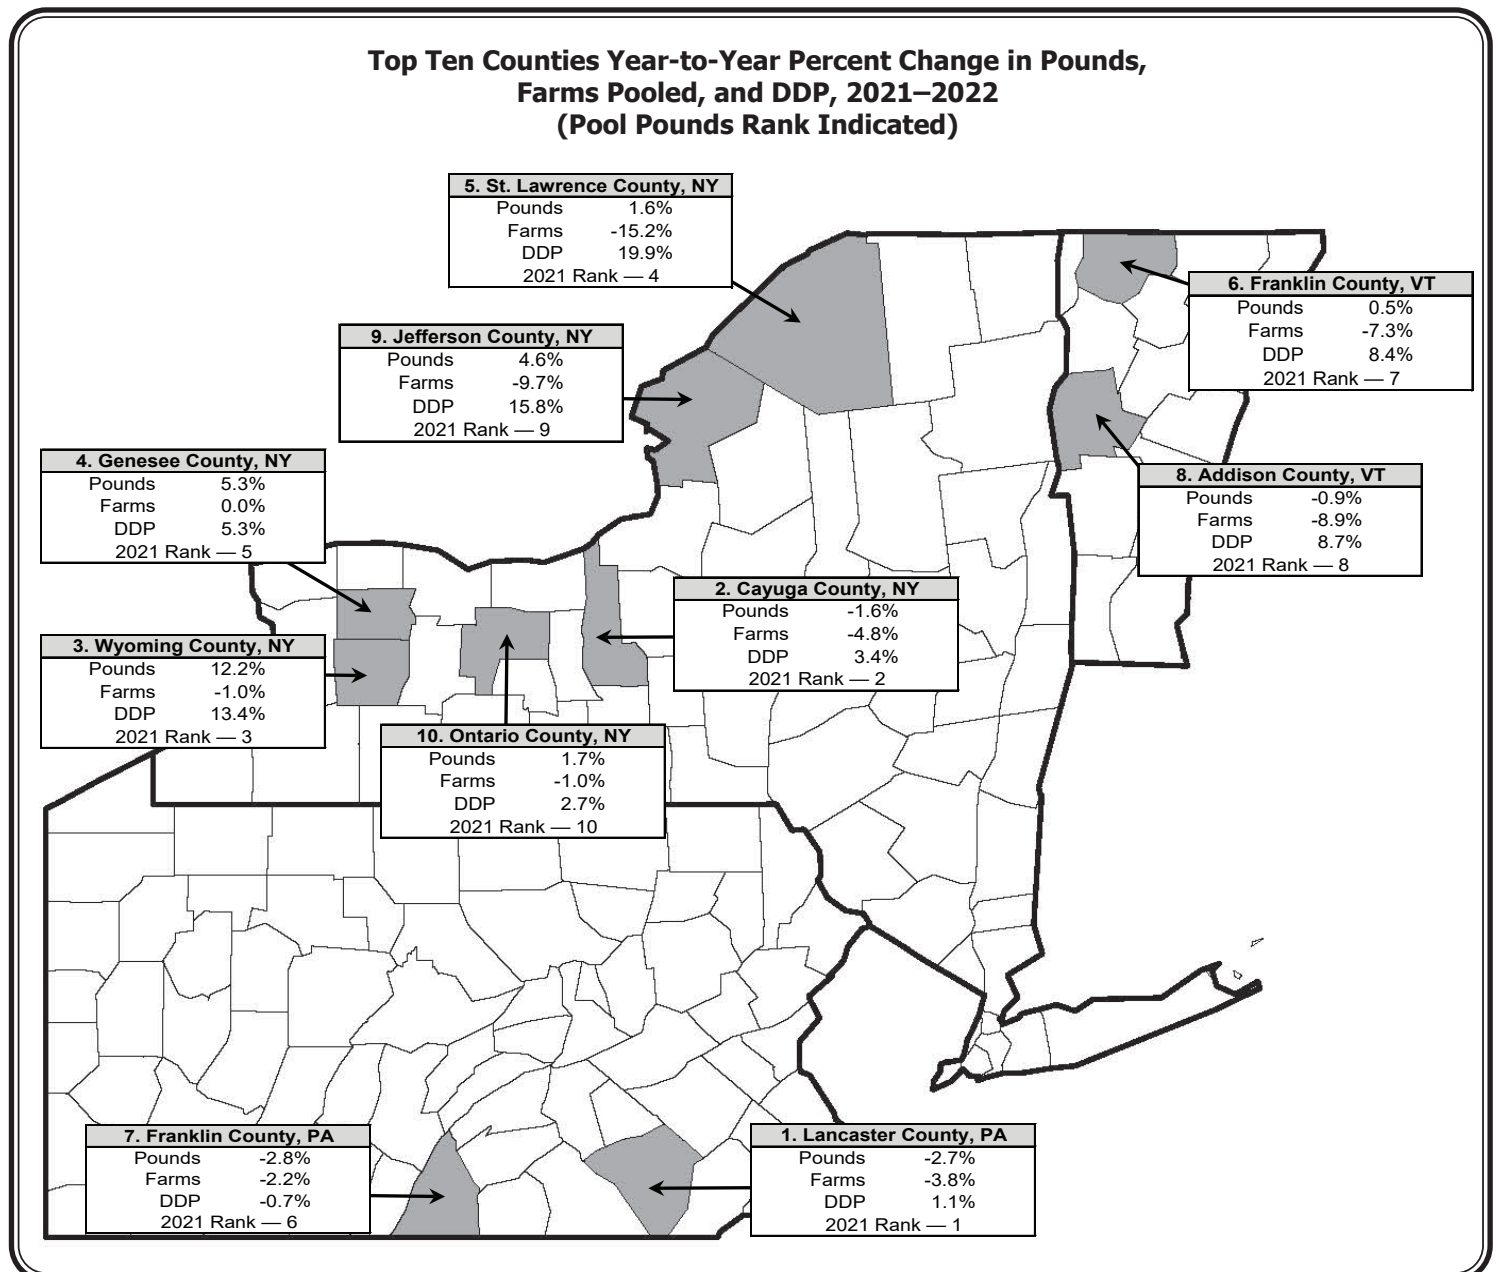 Top Ten Counties Year-to-Year Percent Change in Pounds,
Farms Pooled, and DDP, 2021–2022
(Pool Pounds Rank Indicated)
5. St. Lawrence County, NY
Pounds 1.6%
Farms -15.2%
DDP 19.9%
2021 Rank — 4
6. Franklin County, VT
Pounds 0.5%
Farms -7.3%
DDP 8.4%
2021 Rank — 7
9. Jefferson County, NY
Pounds 4.6%
Farms -9.7%
DDP 15.8%
2021 Rank — 9
4. Genesee County, NY
Pounds 5.3%
Farms 0.0%
DDP 5.3%
2021 Rank — 5
8. Addison County, VT
Pounds -0.9%
Farms -8.9%
DDP 8.7%
2021 Rank — 8
2. Cayuga County, NY
Pounds -1.6%
Farms -4.8%
DDP 3.4%
2021 Rank — 2
3. Wyoming County, NY
Pounds 12.2%
Farms -1.0%
DDP 13.4%
2021 Rank — 3
10. Ontario County, NY
Pounds 1.7%
Farms -1.0%
DDP 2.7%
2021 Rank — 10
7. Franklin County, PA
Pounds -2.8%
Farms -2.2%
DDP -0.7%
2021 Rank — 6
1. Lancaster County, PA
Pounds -2.7%
Farms -3.8%
DDP 1.1%
2021 Rank — 1